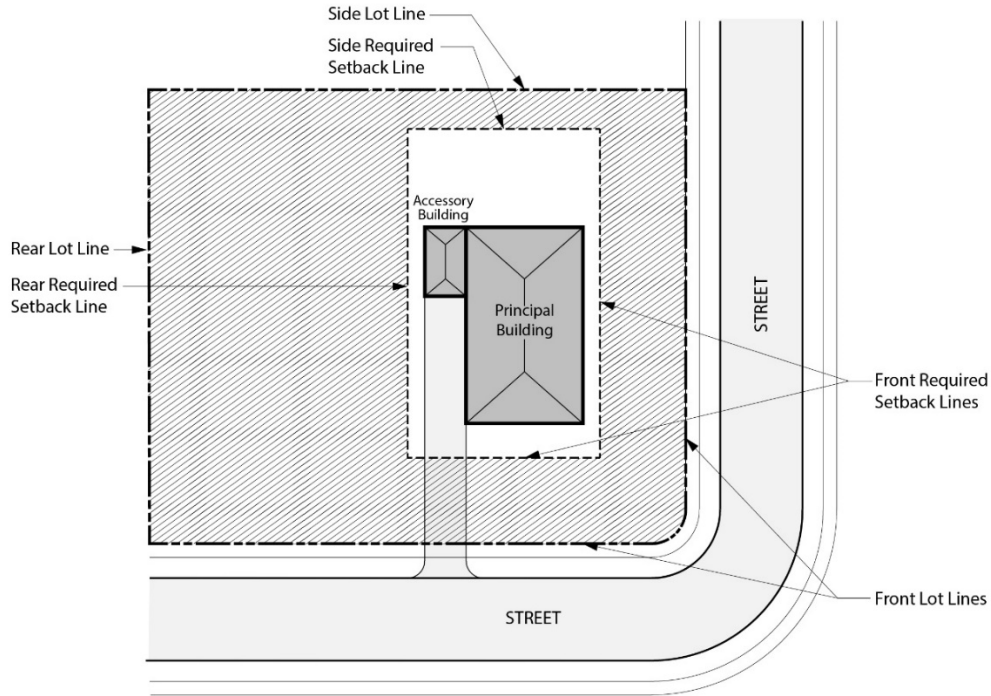 Side Lot Line
Side Required
Setback Line
Accessory
Building
Rear Lot Line
Rear Required
Setback Line
Principal
Building
STREET
Front Required
Setback Lines
Front Lot Lines
STREET